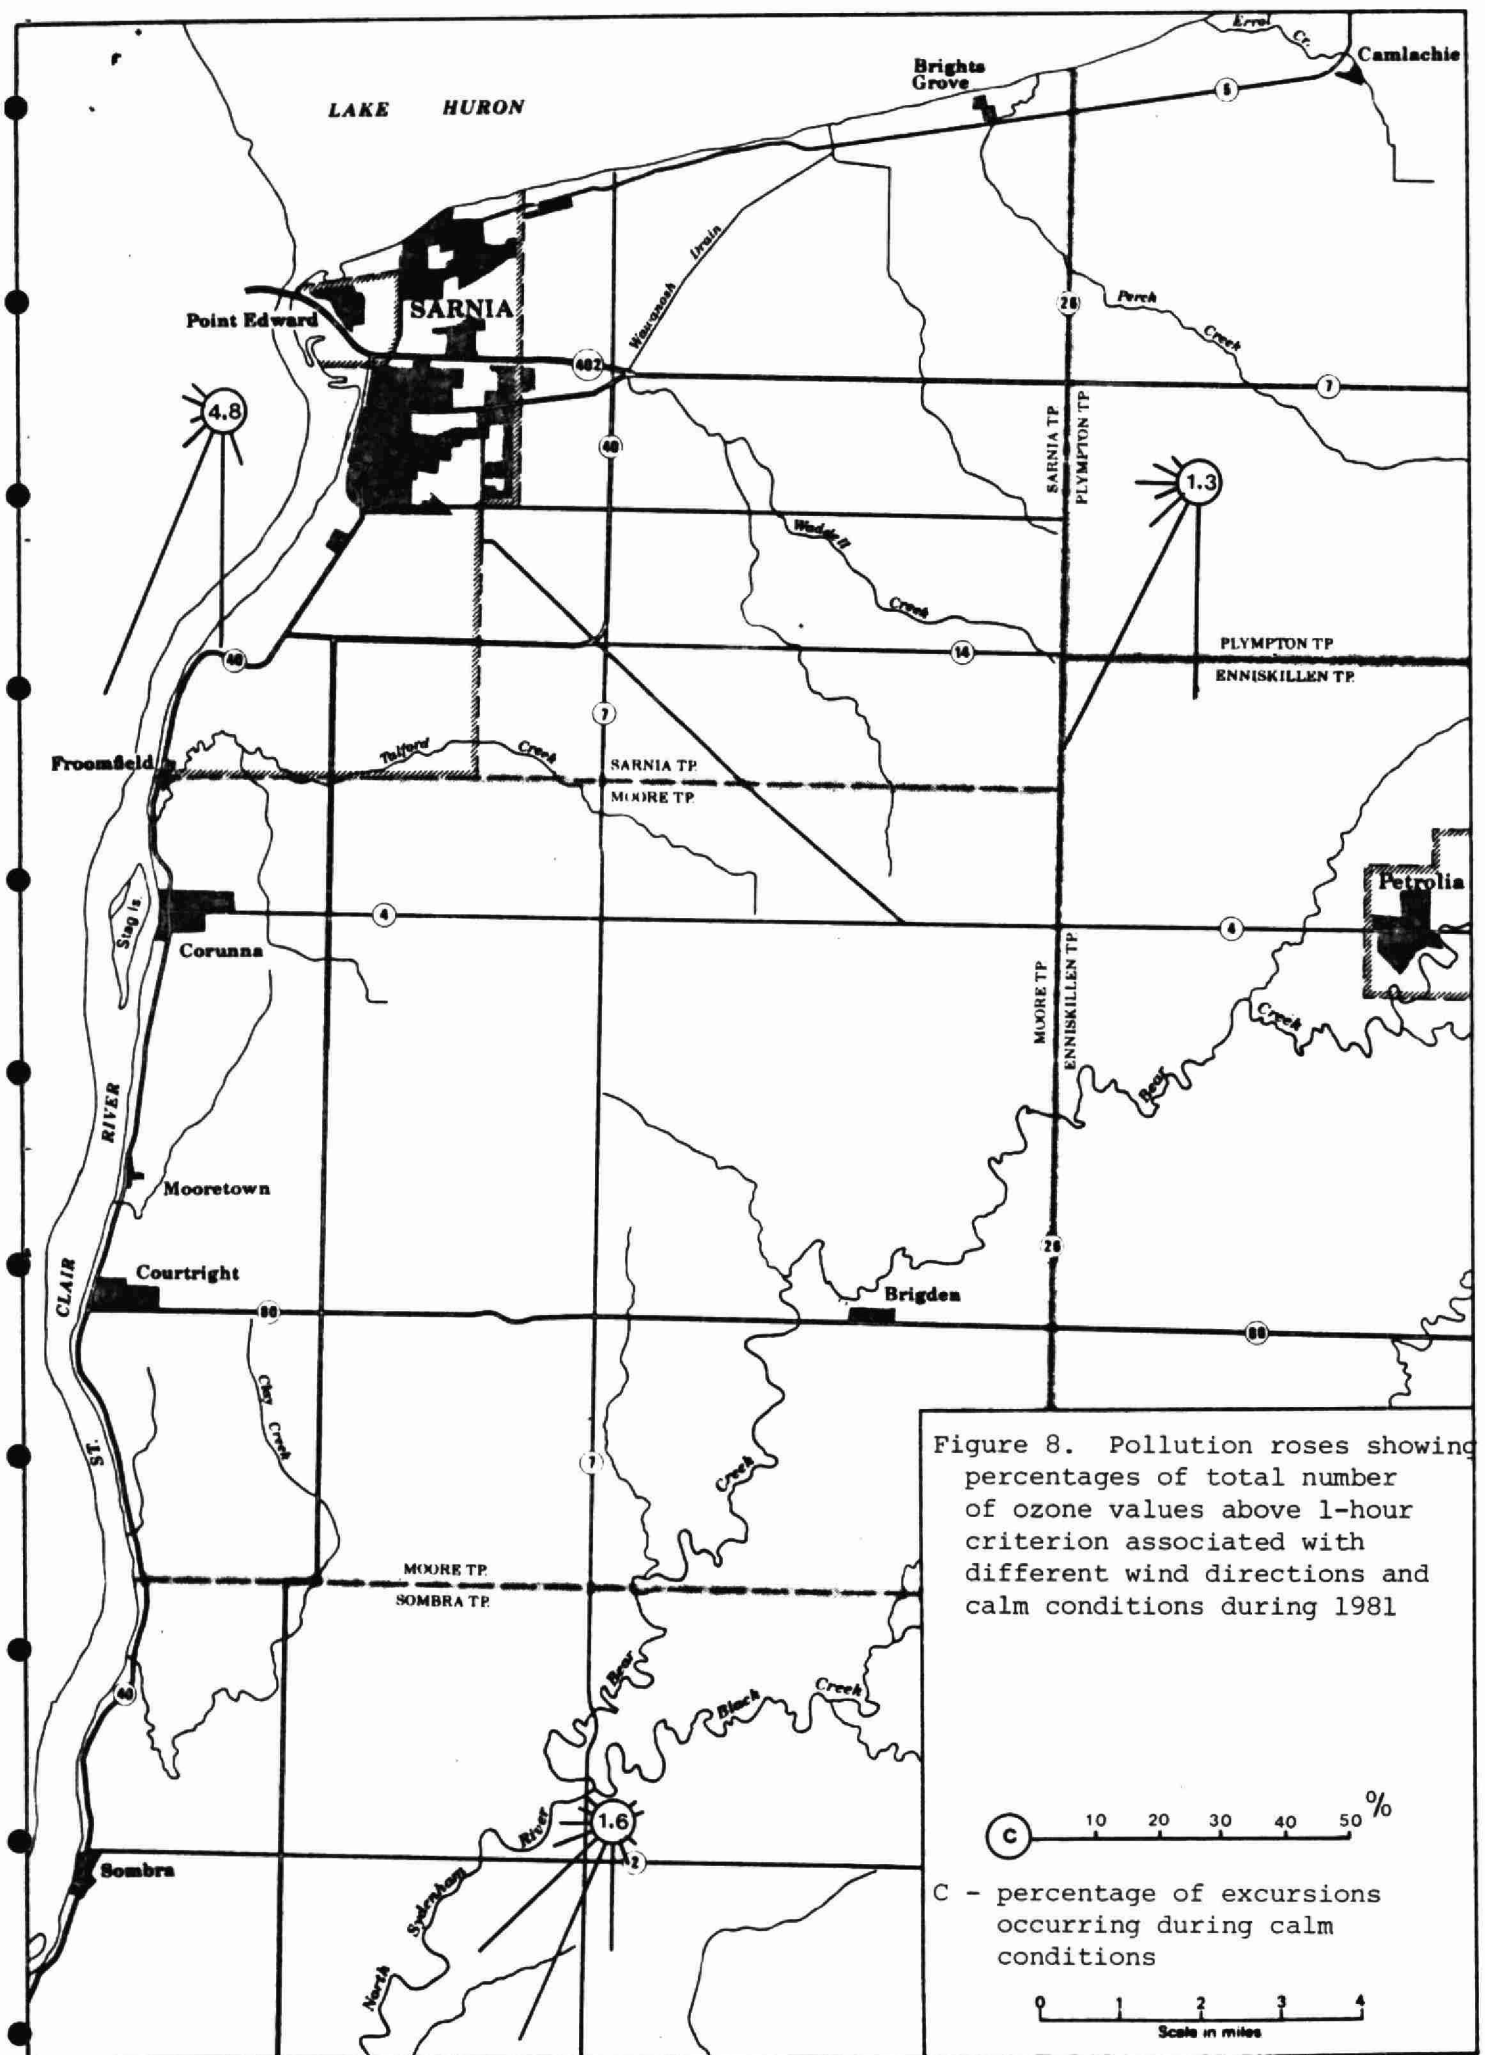 LAKE HURON
Errol
Cr.
Camlachie
Brights
Grove
6
Drain
Wawanosh
SARNIA
Point Edward
402
26
Perch
Creek
7
4.8
40
SARNIA TP.
PLYMPTON TP.
1.3
Waddell
Creek
40
14
PLYMPTON TP.
ENNISKILLEN TP.
7
Froomfield
Talford
Creek
SARNIA TP.
MOORE TP.
Stag Is.
Corunna
4
4
Petrolia
MOORE TP.
ENNISKILLEN TP.
Creek
Bear
RIVER
Mooretown
26
CLAIR
Courtright
80
Brigden
80
Clay Creek
ST.
7
Creek
MOORE TP.
SOMBRA TP.
40
Bear
Black
Creek
1.6
River
2
Sombra
Sydenham
North
Figure 8. Pollution roses showing
percentages of total number
of ozone values above 1-hour
criterion associated with
different wind directions and
calm conditions during 1981
C 10 20 30 40 50 %
C - percentage of excursions
occurring during calm
conditions
0 1 2 3 4
Scale in miles